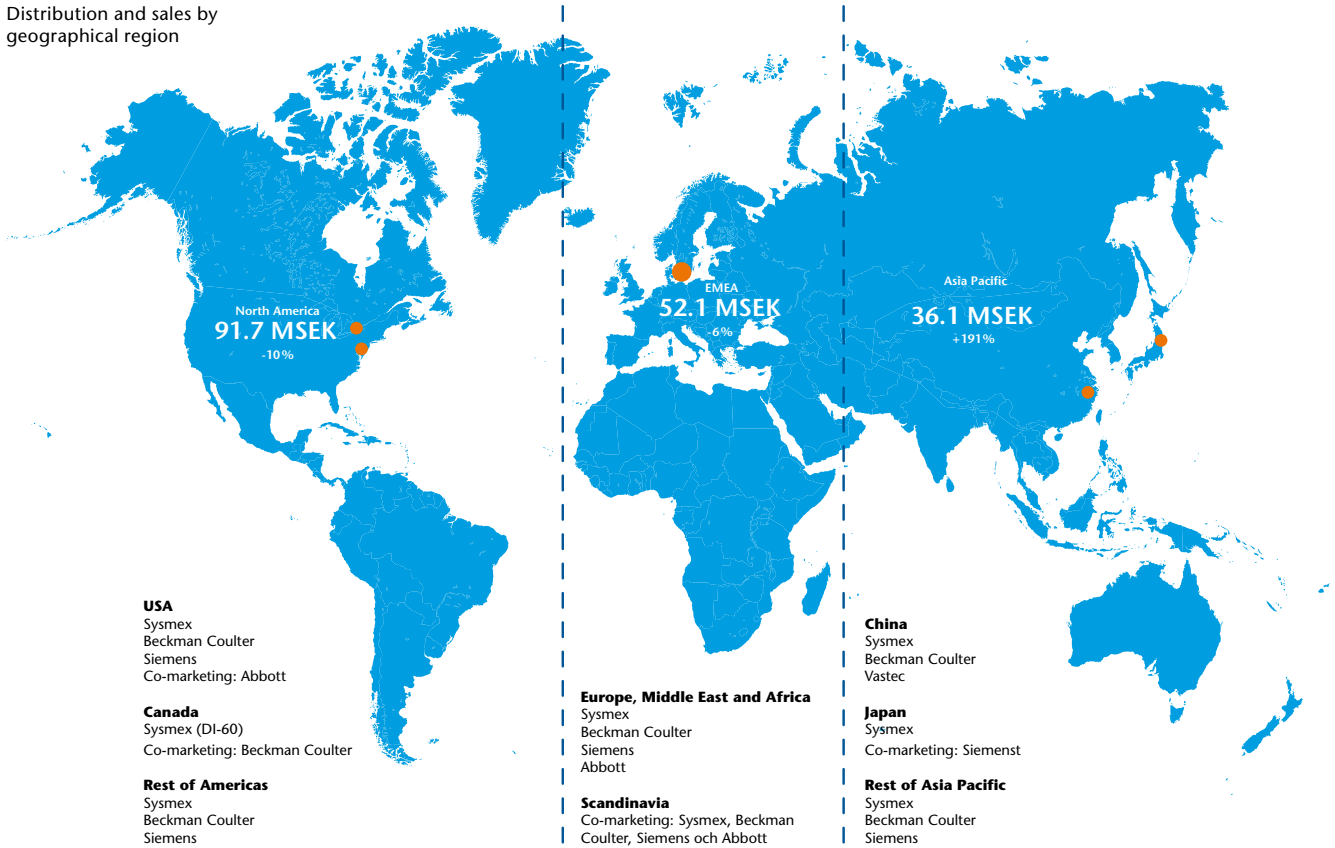 Distribution and sales by
geographical region
North America
91.7 MSEK
-10%
EMEA
52.1 MSEK
-6%
Asia Pacific
36.1 MSEK
+191%
USA
Sysmex
Beckman Coulter
Siemens
Co-marketing: Abbott
Canada
Sysmex (DI-60)
Co-marketing: Beckman Coulter
Rest of Americas
Sysmex
Beckman Coulter
Siemens
Europe, Middle East and Africa
Sysmex
Beckman Coulter
Siemens
Abbott
Scandinavia
Co-marketing: Sysmex, Beckman
Coulter, Siemens och Abbott
China
Sysmex
Beckman Coulter
Vastec
Japan
Sysmex
Co-marketing: Siemenst
Rest of Asia Pacific
Sysmex
Beckman Coulter
Siemens